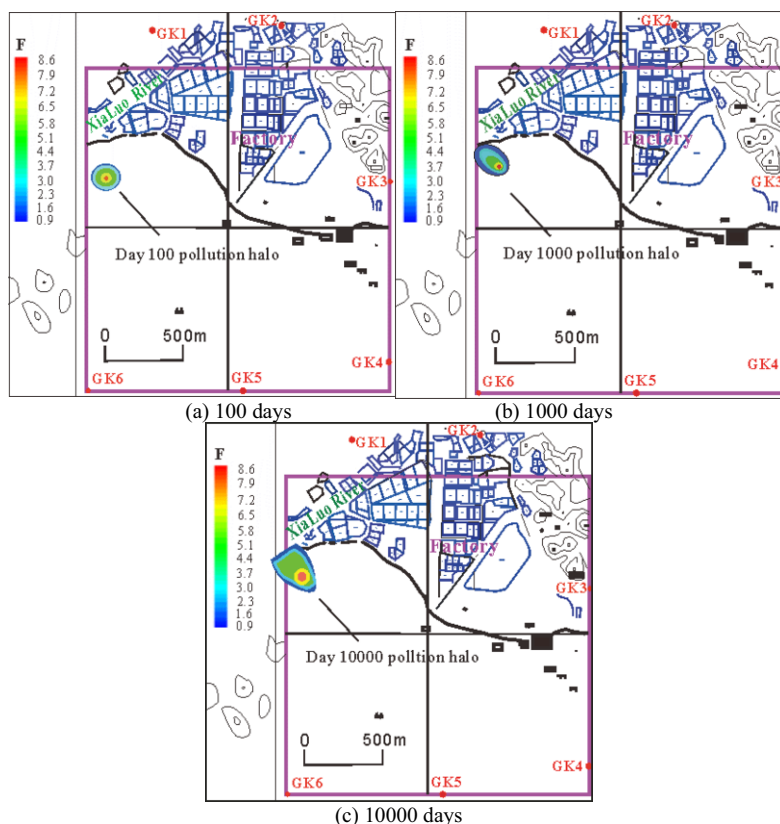 GK1
GK2
F
8.6
7.9
7.2
6.5
5.8
5.1
4.4
3.7
3.0
2.3
1.6
0.9
XiaLuo River
Factory
GK3
Day 100 pollution halo
0 500m
GK4
GK6
GK5
(a) 100 days
GK1
GK2
F
8.6
7.9
7.2
6.5
5.8
5.1
4.4
3.7
3.0
2.3
1.6
0.9
XiaLuo River
Factory
GK3
Day 1000 pollution halo
0 500m
GK4
GK6
GK5
(b) 1000 days
GK1
GK2
F
8.6
7.9
7.2
6.5
5.8
5.1
4.4
3.7
3.0
2.3
1.6
0.9
XiaLuo River
Factory
GK3
Day 10000 polltion halo
0 500m
GK4
GK6
GK5
(c) 10000 days